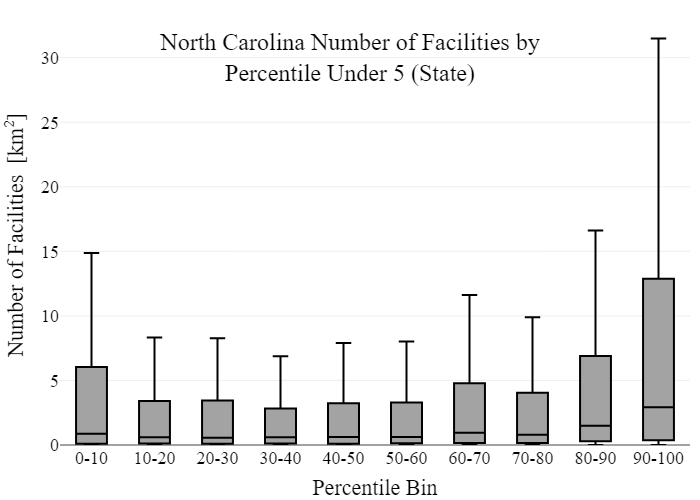 North Carolina Number of Facilities by
Percentile Under 5 (State)
Number of Facilities [km²]
30
25
20
15
10
5
0
0-10 10-20 20-30 30-40 40-50 50-60 60-70 70-80 80-90 90-100
Percentile Bin